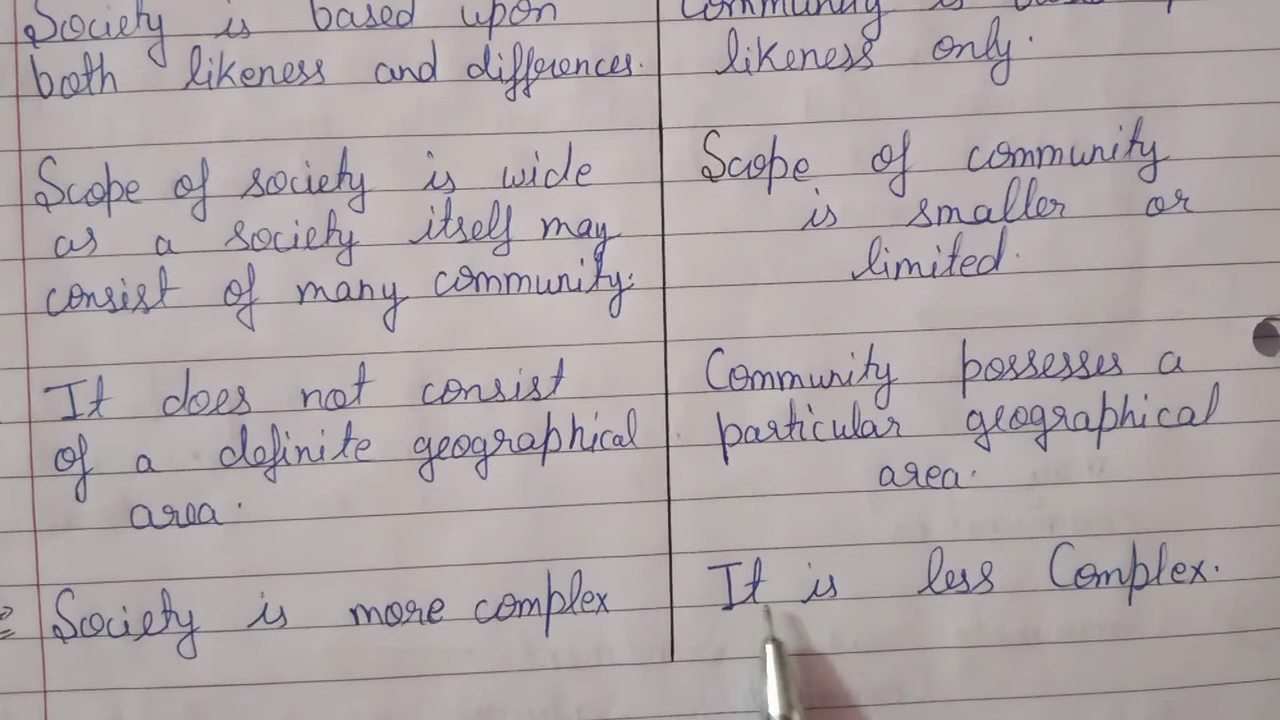 Society is based upon
both likeness and differences.
Scope of society is wide
as a society itself may
consist of many community.
It does not consist
of a definite geographical
area.
Society is more complex
Community is
likeness only.
Scope of community
is smaller or
limited.
Community possesses a
particular geographical
area.
It is less Complex.